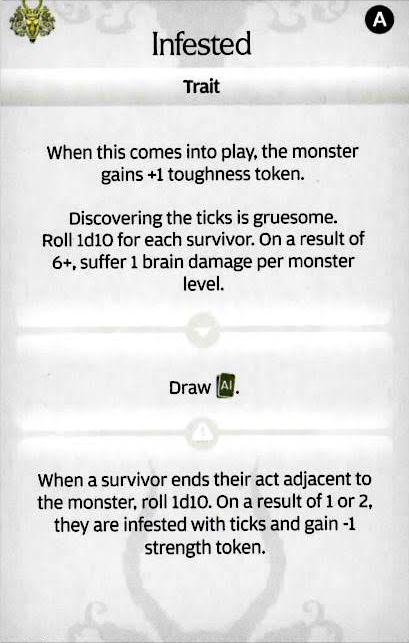 A
Infested
Trait
When this comes into play, the monster
gains +1 toughness token.
Discovering the ticks is gruesome.
Roll 1d10 for each survivor. On a result of
6+, suffer 1 brain damage per monster
level.
Draw AI.
When a survivor ends their act adjacent to
the monster, roll 1d10. On a result of 1 or 2,
they are infested with ticks and gain -1
strength token.